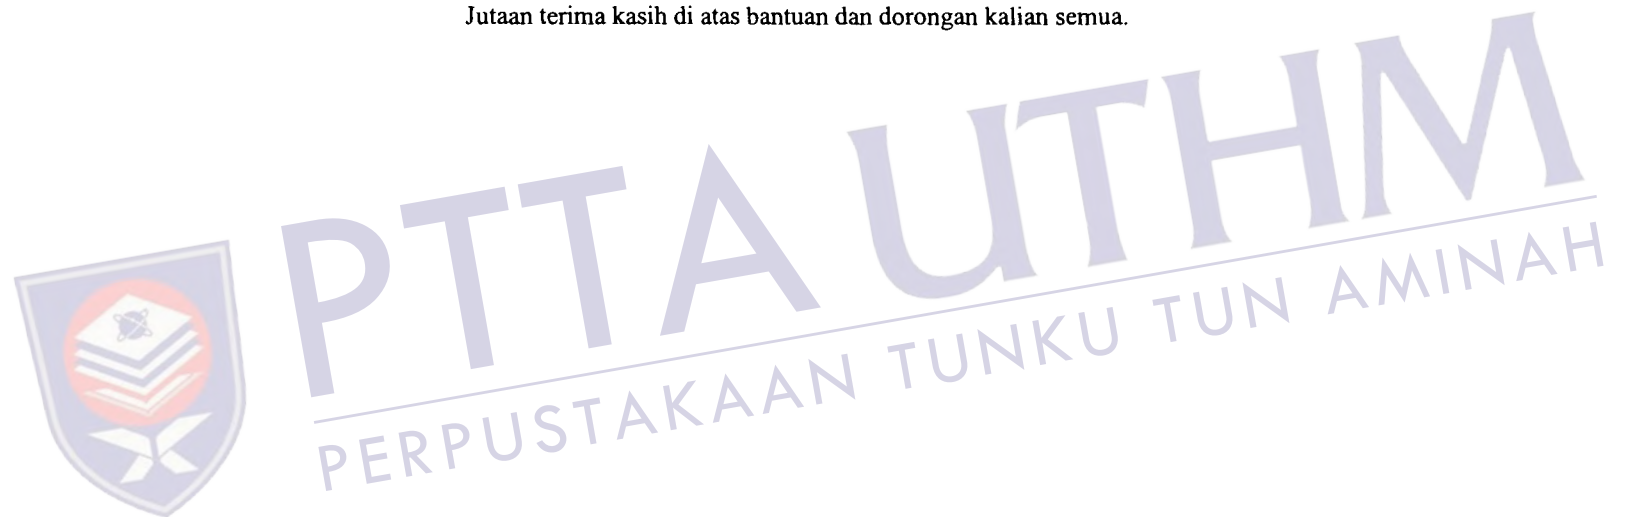 Jutaan terima kasih di atas bantuan dan dorongan kalian semua.
PTTA UTHM
PERPUSTAKAAN TUNKU TUN AMINAH